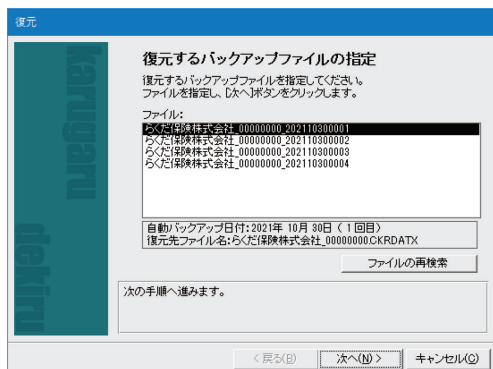 復元
karugaru
dekiru
復元するバックアップファイルの指定
復元するバックアップファイルを指定してください。
ファイルを指定し、[次へ]ボタンをクリックします。
ファイル:
らくだ保険株式会社_00000000_202110300001
らくだ保険株式会社_00000000_202110300002
らくだ保険株式会社_00000000_202110300003
らくだ保険株式会社_00000000_202110300004
自動バックアップ日付:2021年 10月 30日 ( 1 回目)
復元先ファイル名:らくだ保険株式会社_00000000.CKRDATX
ファイルの再検索
次の手順へ進みます。
< 戻る(B)
次へ(N) >
キャンセル(C)